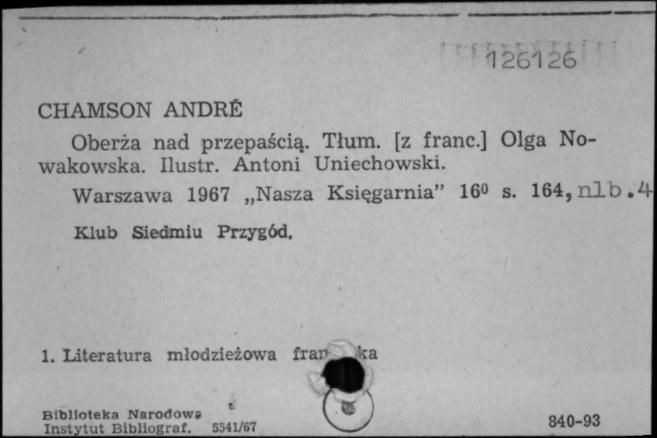 126126
CHAMSON ANDRÉ
Oberża nad przepaścią. Tłum. [z franc.] Olga No-
wakowska. Ilustr. Antoni Uniechowski.
Warszawa 1967 „Nasza Księgarnia” 16⁰ s. 164, nlb.4
Klub Siedmiu Przygód.
1. Literatura młodzieżowa
Biblioteka Narodowa
Instytut Bibliograf. 5541/67
840-93